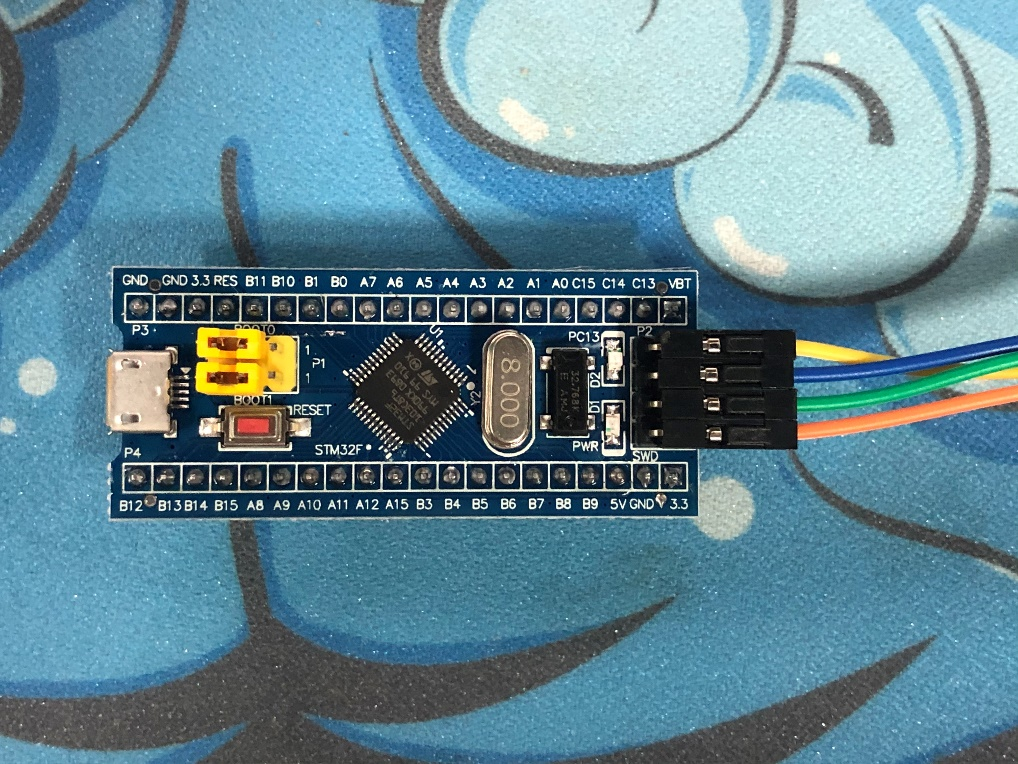 GND GND 3.3 RES B11 B10 B1 B0 A7 A6 A5 A4 A3 A2 A1 A0 C15 C14 C13 VBT
P3 BOOT0 U1 PC13 P2
1 P1 1
8.000
Y2
D2
D1
BOOT1 RESET
STM32F PWR SWD
P4
B12 B13 B14 B15 A8 A9 A10 A11 A12 A15 B3 B4 B5 B6 B7 B8 B9 5V GND 3.3